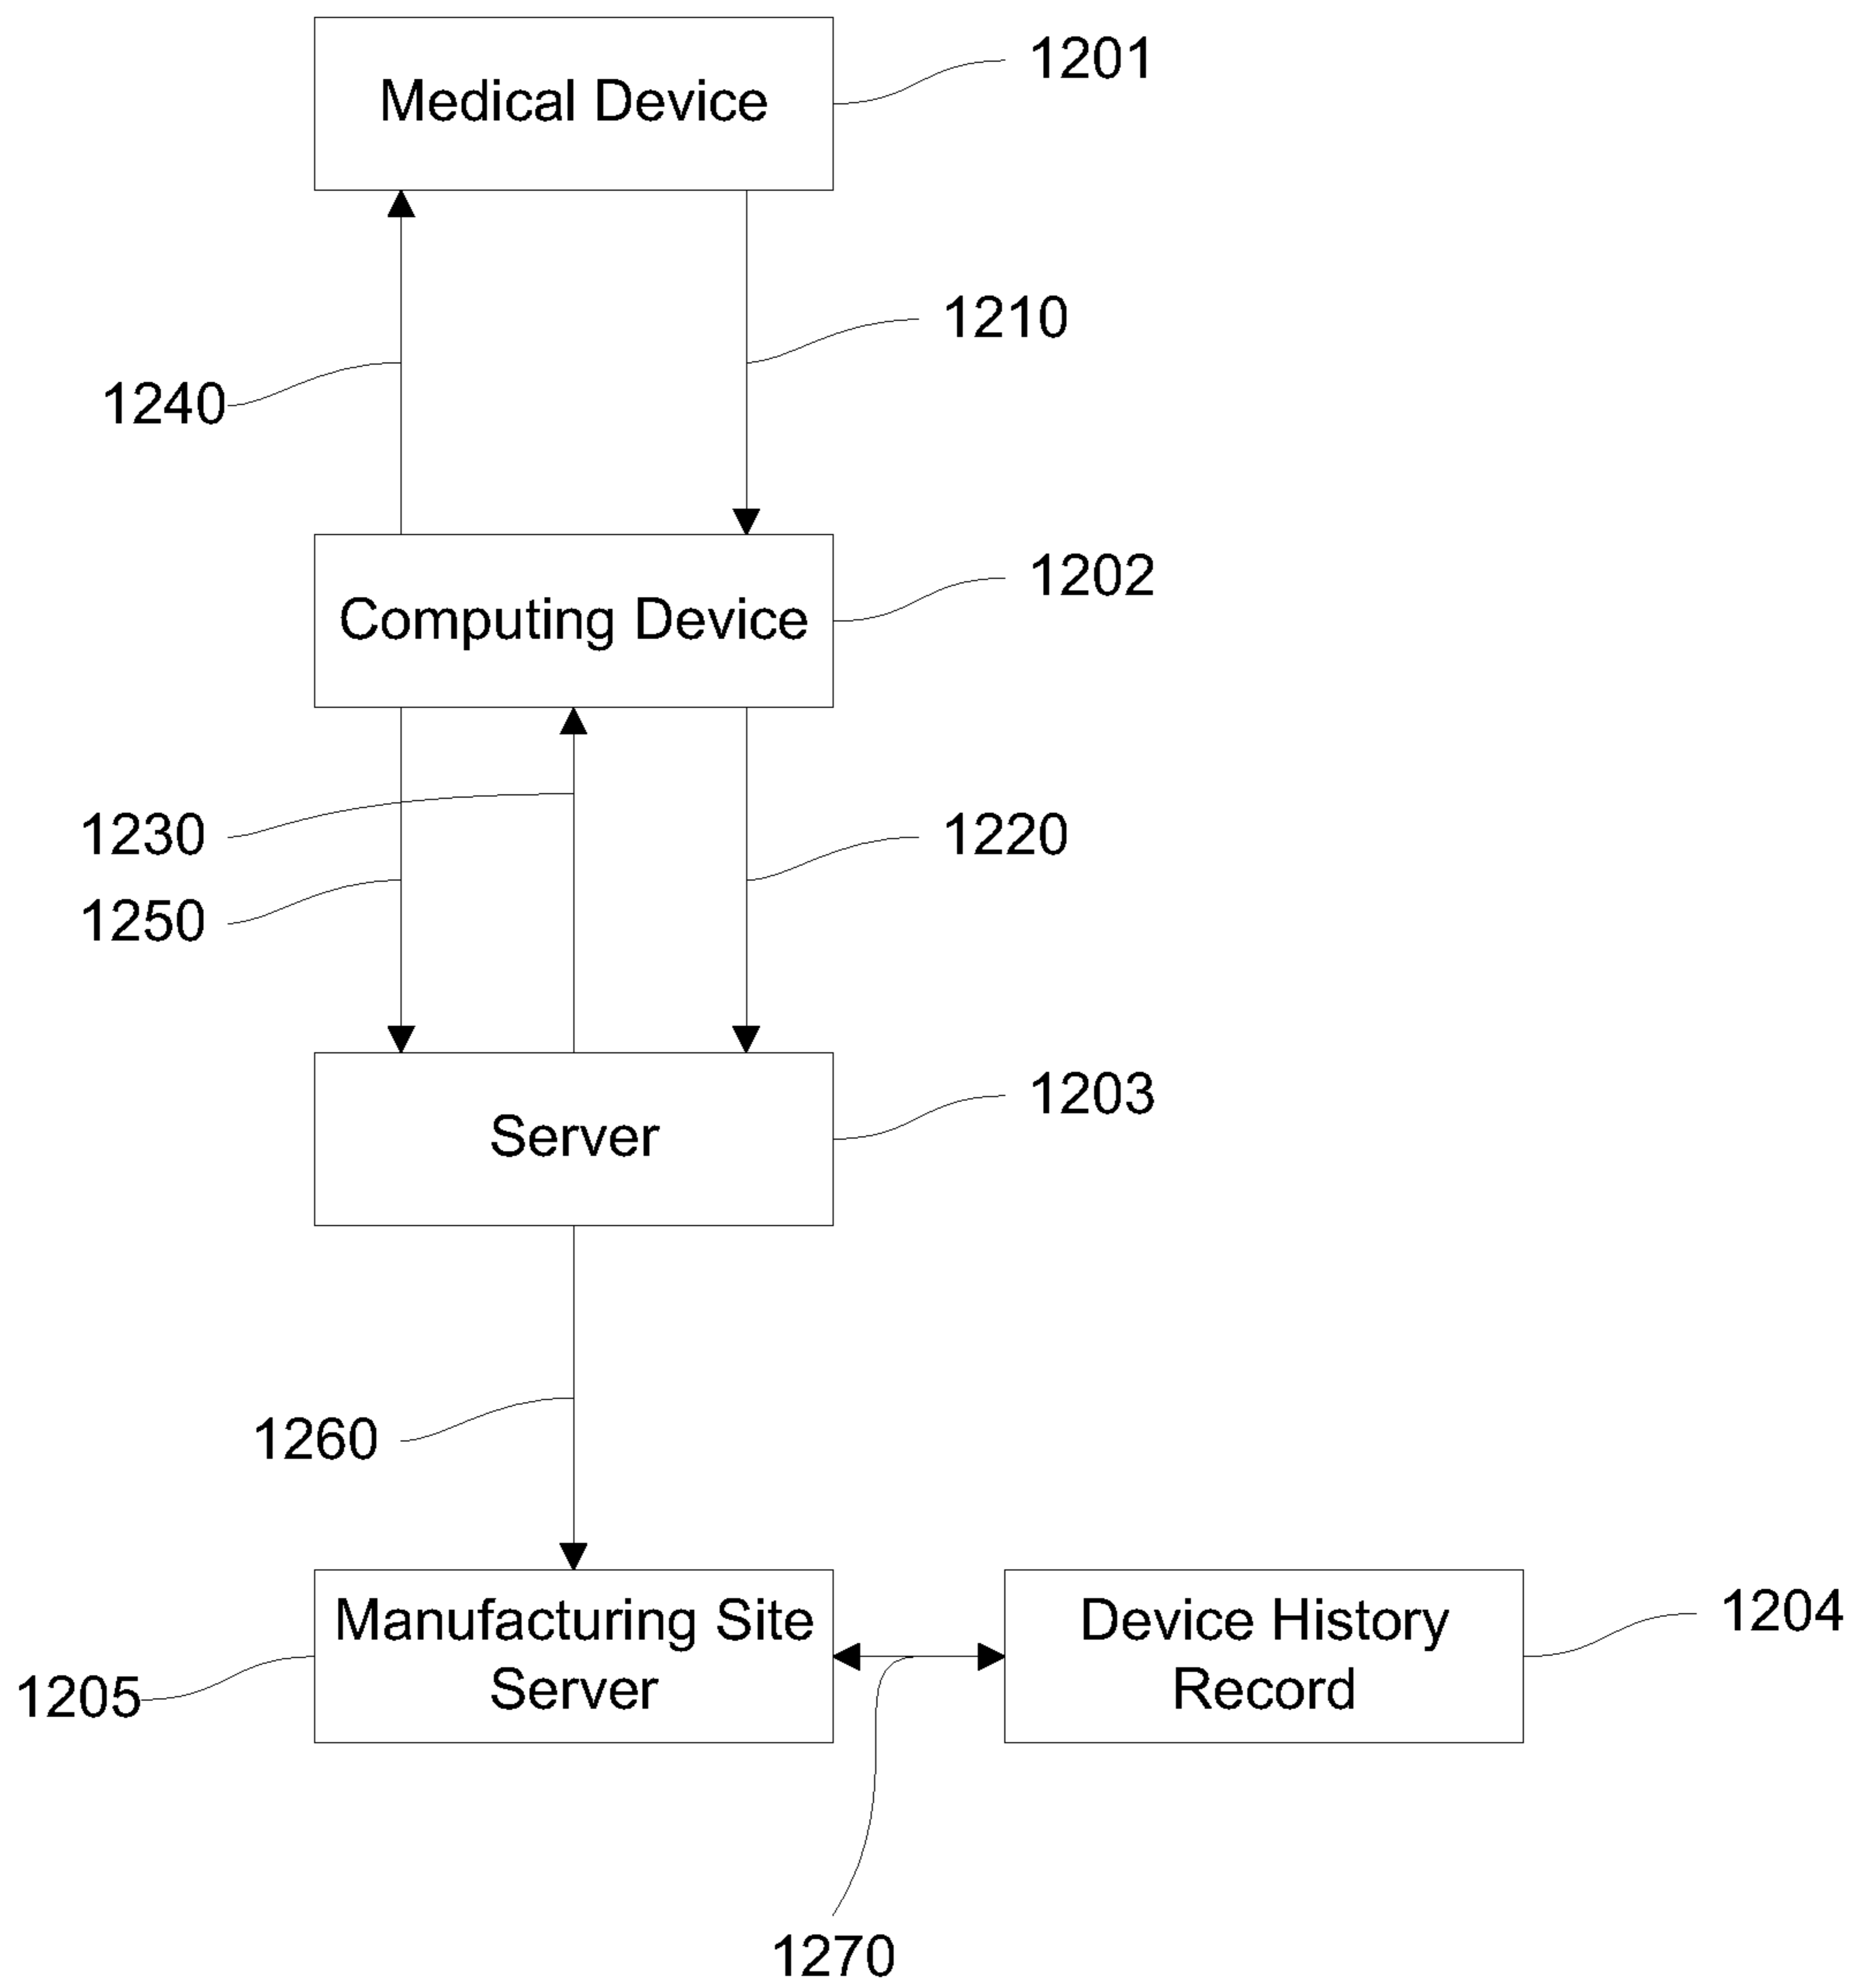 Medical Device
1201
1210
1240
Computing Device
1202
1230
1220
1250
Server
1203
1260
Manufacturing Site
Server
1205
Device History
Record
1204
1270